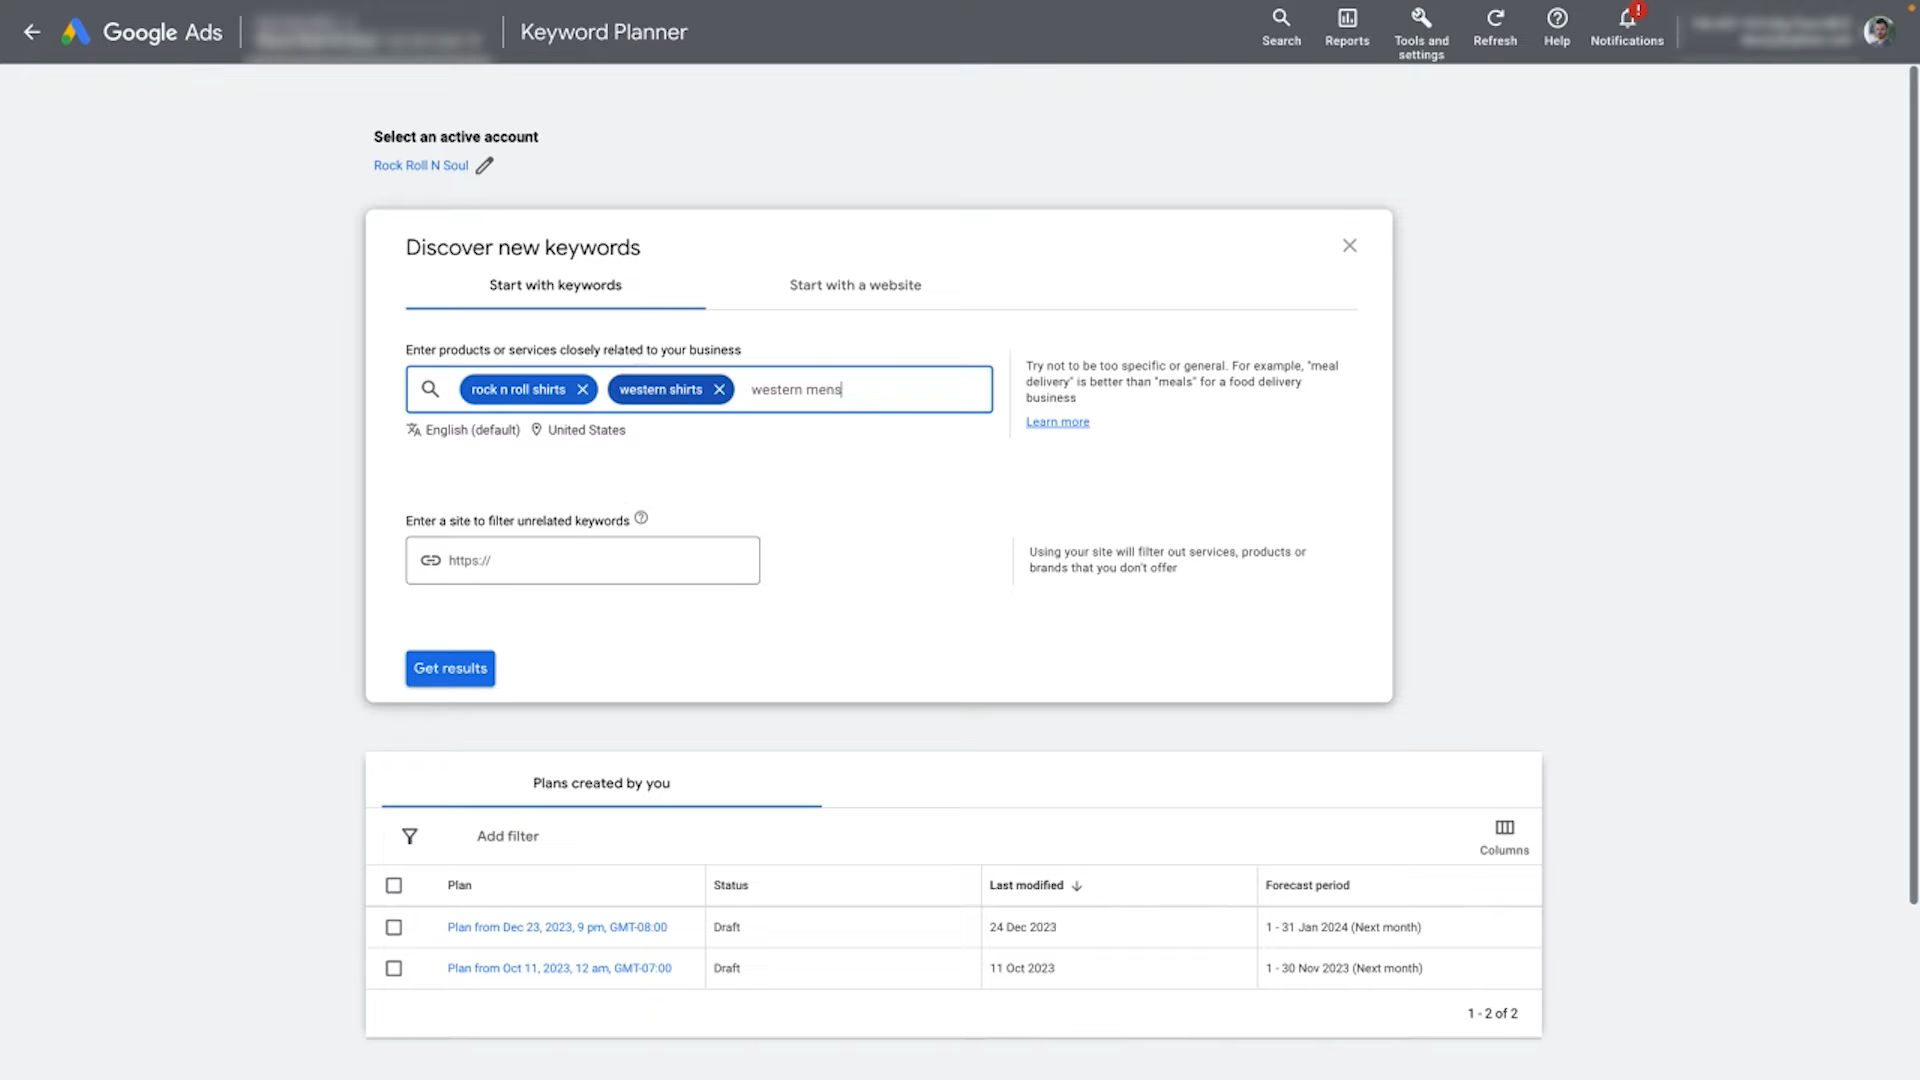 Google Ads
Keyword Planner
Search
Reports
Tools and
settings
Refresh
Help
!
Notifications
Select an active account
Rock Roll N Soul
Discover new keywords
Start with keywords
Start with a website
Enter products or services closely related to your business
rock n roll shirts
western shirts
western mens
English (default)
United States
Try not to be too specific or general. For example, "meal
delivery" is better than "meals" for a food delivery
business
Learn more
Enter a site to filter unrelated keywords
https://
Using your site will filter out services, products or
brands that you don't offer
Get results
Plans created by you
Add filter
Columns
Plan
Status
Last modified
Forecast period
Plan from Dec 23, 2023, 9 pm, GMT-08:00
Draft
24 Dec 2023
1 - 31 Jan 2024 (Next month)
Plan from Oct 11, 2023, 12 am, GMT-07:00
Draft
11 Oct 2023
1 - 30 Nov 2023 (Next month)
1 - 2 of 2